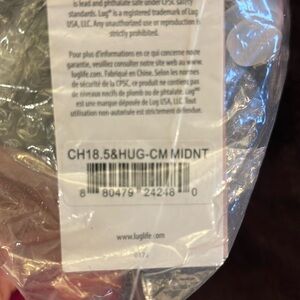 is lead and phthalate safe under CPSC safety
standards. Lug® is a registered trademark of Lug
USA, LLC. Any unauthorized use or reproduction is
strictly prohibited.
Pour plus d'informations en ce qui concerne notre
garantie, veuillez consulter notre site web au www.
luglife.com. Fabriqué en Chine. Selon les normes
de sécurité de la CPSC, ce produit ne contient pas
de niveaux nocifs de plomb ou de phtalate. Lug®
est une marque déposée de Lug USA, LLC. Tout
utilisation non autorisée est strictement défendue.
CH18.5&HUG-CM MIDNT
8 80479 24248 0
www.luglife.com